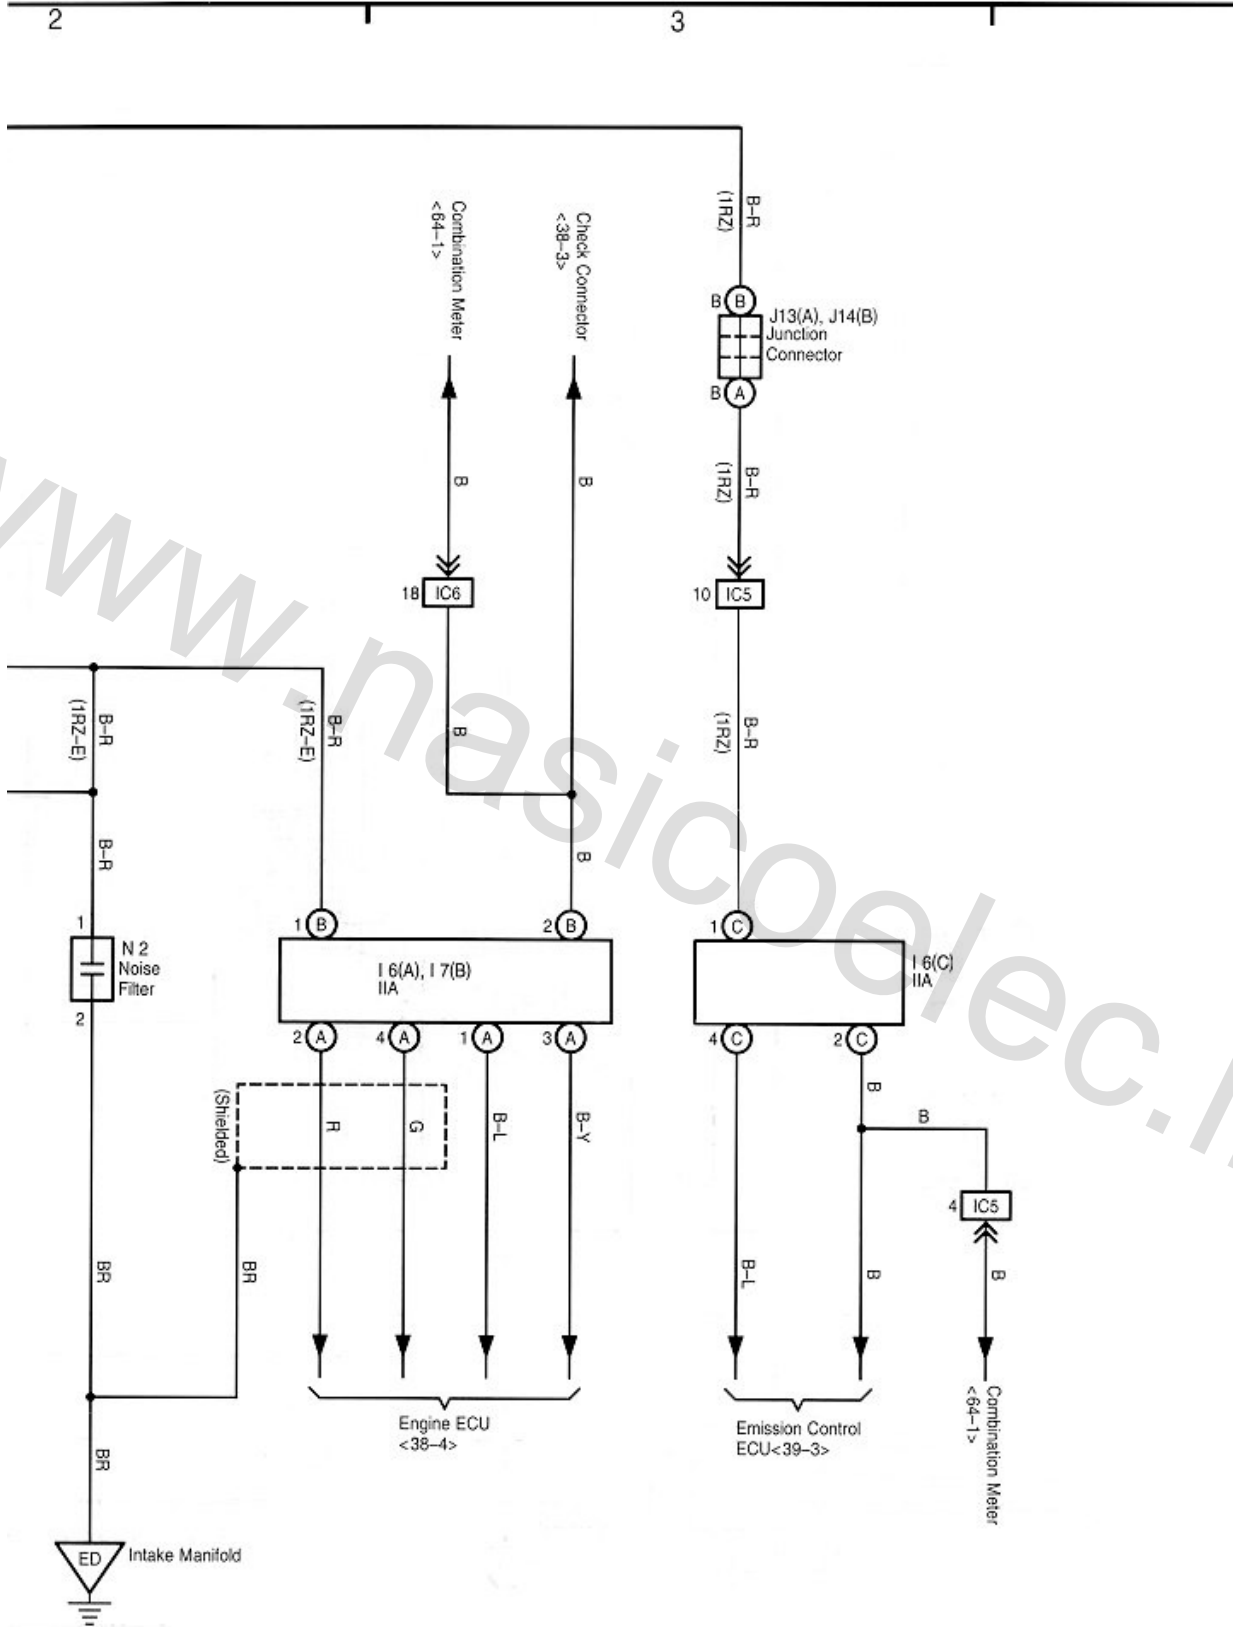 2
3
B–R
(1RZ)
Combination Meter
<64–1>
Check Connector
<38–3>
B
B
J13(A), J14(B)
Junction
Connector
B
A
B
B
B–R
(1RZ)
18
IC6
10
IC5
B–R
(1RZ–E)
B–R
(1RZ–E)
B
B–R
(1RZ)
B–R
B
1
N 2
Noise
Filter
2
1
B
2
B
I 6(A), I 7(B)
IIA
2
A
4
A
1
A
3
A
1
C
I 6(C)
IIA
4
C
2
C
(Shielded)
R
G
B–L
B–Y
B
B
4
IC5
BR
BR
B–L
B
B
Engine ECU
<38–4>
Emission Control
ECU<39–3>
Combination Meter
<64–1>
BR
ED
Intake Manifold